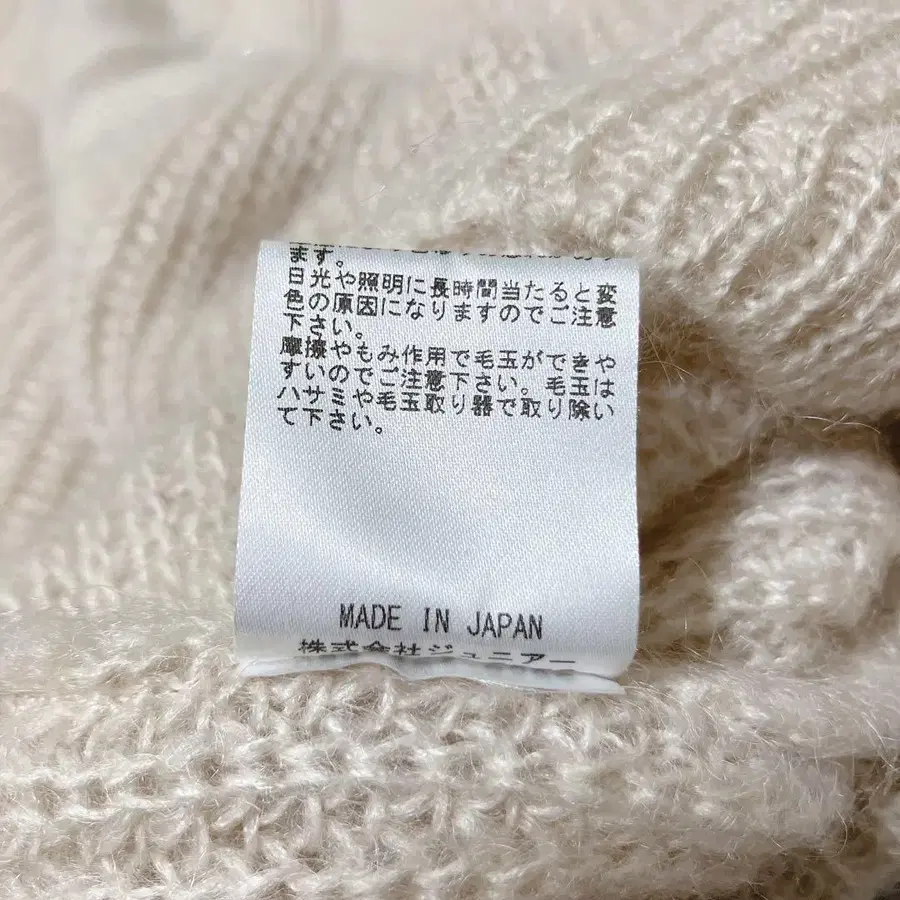 ます。
日光や照明に長時間当たると変
色の原因になりますのでご注意
下さい。
摩擦やもみ作用で毛玉ができや
すいのでご注意下さい。毛玉は
ハサミや毛玉取り器で取り除い
て下さい。
MADE IN JAPAN
株式会社ジュニアー